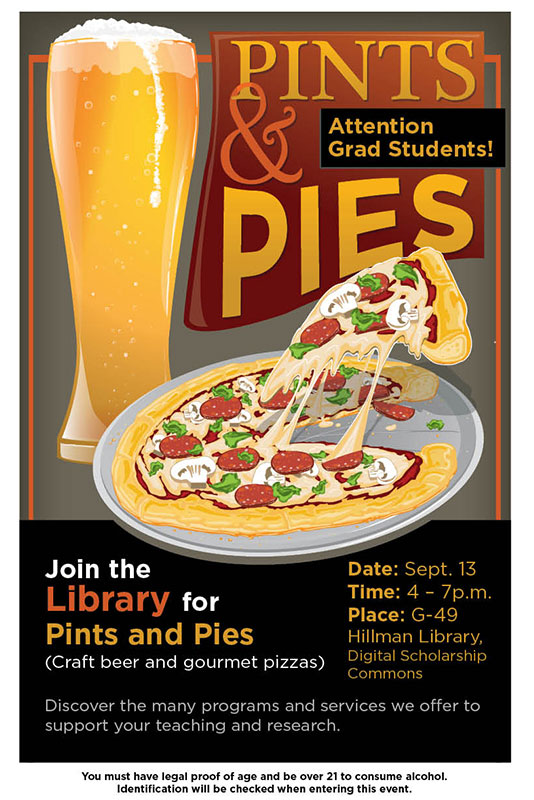 PINTS
&
Attention
Grad Students!
PIES
Join the
Library for
Pints and Pies
(Craft beer and gourmet pizzas)
Date: Sept. 13
Time: 4 – 7p.m.
Place: G-49
Hillman Library,
Digital Scholarship
Commons
Discover the many programs and services we offer to
support your teaching and research.
You must have legal proof of age and be over 21 to consume alcohol.
Identification will be checked when entering this event.